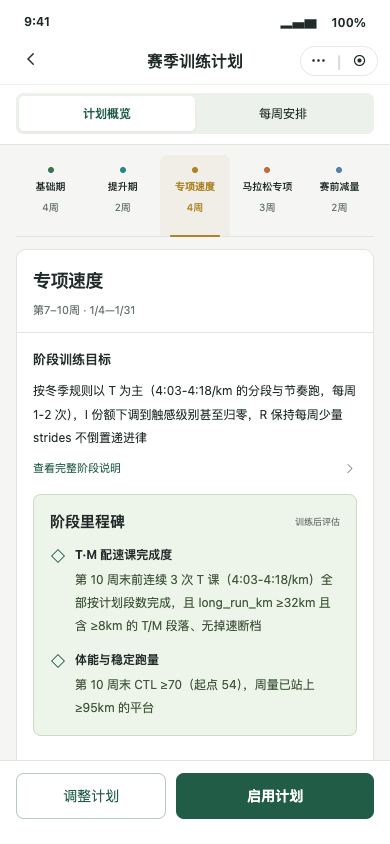 9:41
100%
赛季训练计划
计划概览
每周安排
基础期
提升期
专项速度
马拉松专项
赛前减量
4周
2周
4周
3周
2周
专项速度
第7–10周 · 1/4—1/31
阶段训练目标
按冬季规则以 T 为主（4:03-4:18/km 的分段与节奏跑，每周
1-2 次），I 份额下调到触感级别甚至归零，R 保持每周少量
strides 不倒置递进律
查看完整阶段说明
阶段里程碑
训练后评估
T·M 配速课完成度
第 10 周末前连续 3 次 T 课（4:03-4:18/km）全
部按计划段数完成，且 long_run_km ≥32km 且
含 ≥8km 的 T/M 段落、无掉速断档
体能与稳定跑量
第 10 周末 CTL ≥70（起点 54），周量已站上
≥95km 的平台
调整计划
启用计划